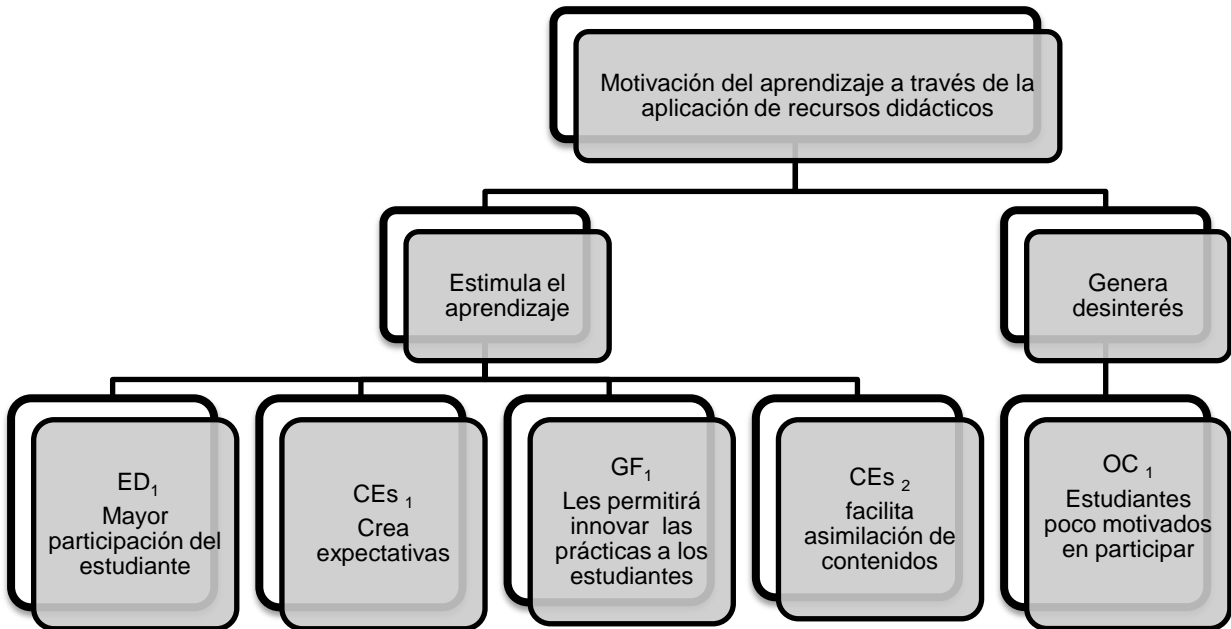 Motivación del aprendizaje a través de la
aplicación de recursos didácticos
Estimula el
aprendizaje
Genera
desinterés
ED₁
Mayor
participación del
estudiante
CEs ₁
Crea
expectativas
GF₁
Les permitirá
innovar las
prácticas a los
estudiantes
CEs ₂
facilita
asimilación de
contenidos
OC ₁
Estudiantes
poco motivados
en participar